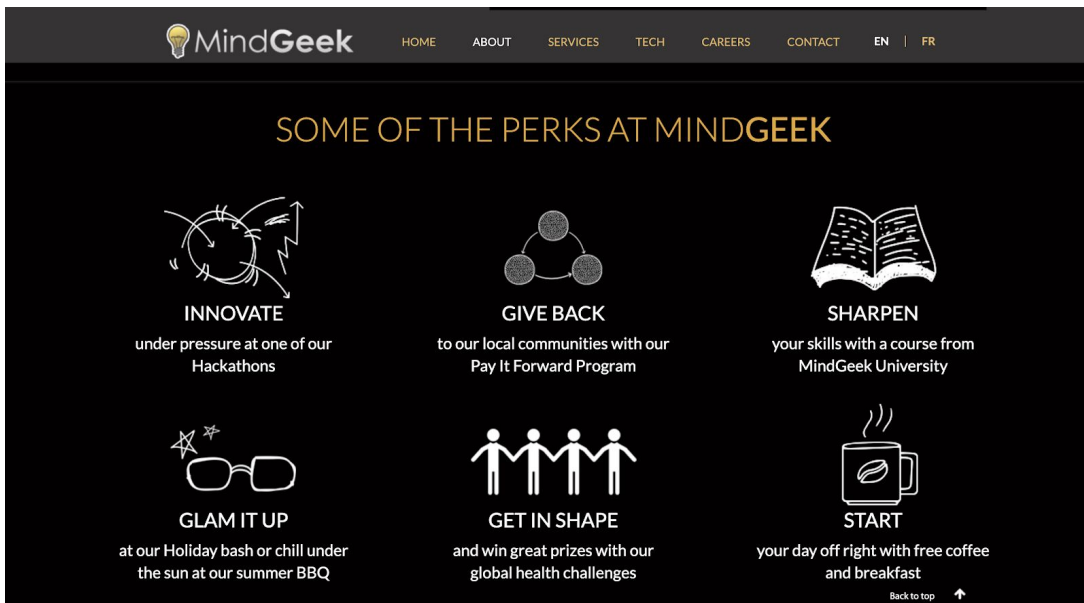 MindGeek
HOME ABOUT SERVICES TECH CAREERS CONTACT EN | FR
SOME OF THE PERKS AT MINDGEEK
INNOVATE
under pressure at one of our
Hackathons
GIVE BACK
to our local communities with our
Pay It Forward Program
SHARPEN
your skills with a course from
MindGeek University
GLAM IT UP
at our Holiday bash or chill under
the sun at our summer BBQ
GET IN SHAPE
and win great prizes with our
global health challenges
START
your day off right with free coffee
and breakfast
Back to top